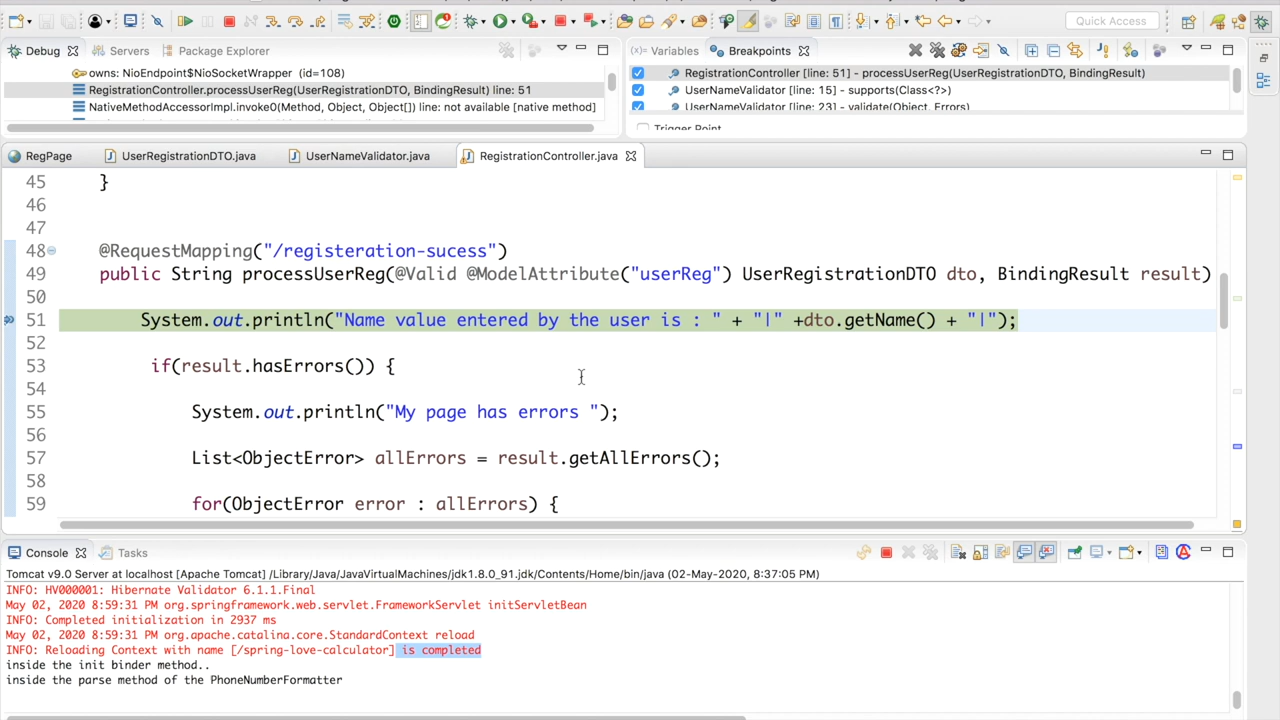 Quick Access
Debug Servers Package Explorer
owns: NioEndpoint$NioSocketWrapper (id=108)
RegistrationController.processUserReg(UserRegistrationDTO, BindingResult) line: 51
NativeMethodAccessorImpl.invoke0(Method, Object, Object[]) line: not available [native method]
(x)= Variables Breakpoints
RegistrationController [line: 51] - processUserReg(UserRegistrationDTO, BindingResult)
UserNameValidator [line: 15] - supports(Class<?>)
UserNameValidator [line: 23] - validate(Object, Errors)
Trigger Point
RegPage UserRegistrationDTO.java UserNameValidator.java RegistrationController.java
45 }
46
47
48 @RequestMapping("/registeration-sucess")
49 public String processUserReg(@Valid @ModelAttribute("userReg") UserRegistrationDTO dto, BindingResult result)
50
51 System.out.println("Name value entered by the user is : " + "|" +dto.getName() + "|");
52
53 if(result.hasErrors()) {
54
55 System.out.println("My page has errors ");
56
57 List<ObjectError> allErrors = result.getAllErrors();
58
59 for(ObjectError error : allErrors) {
Console Tasks
Tomcat v9.0 Server at localhost [Apache Tomcat] /Library/Java/JavaVirtualMachines/jdk1.8.0_91.jdk/Contents/Home/bin/java (02-May-2020, 8:37:05 PM)
INFO: HV000001: Hibernate Validator 6.1.1.Final
May 02, 2020 8:59:31 PM org.springframework.web.servlet.FrameworkServlet initServletBean
INFO: Completed initialization in 2937 ms
May 02, 2020 8:59:31 PM org.apache.catalina.core.StandardContext reload
INFO: Reloading Context with name [/spring-love-calculator] is completed
inside the init binder method..
inside the parse method of the PhoneNumberFormatter